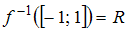 f⁻¹([−1;1]) = R